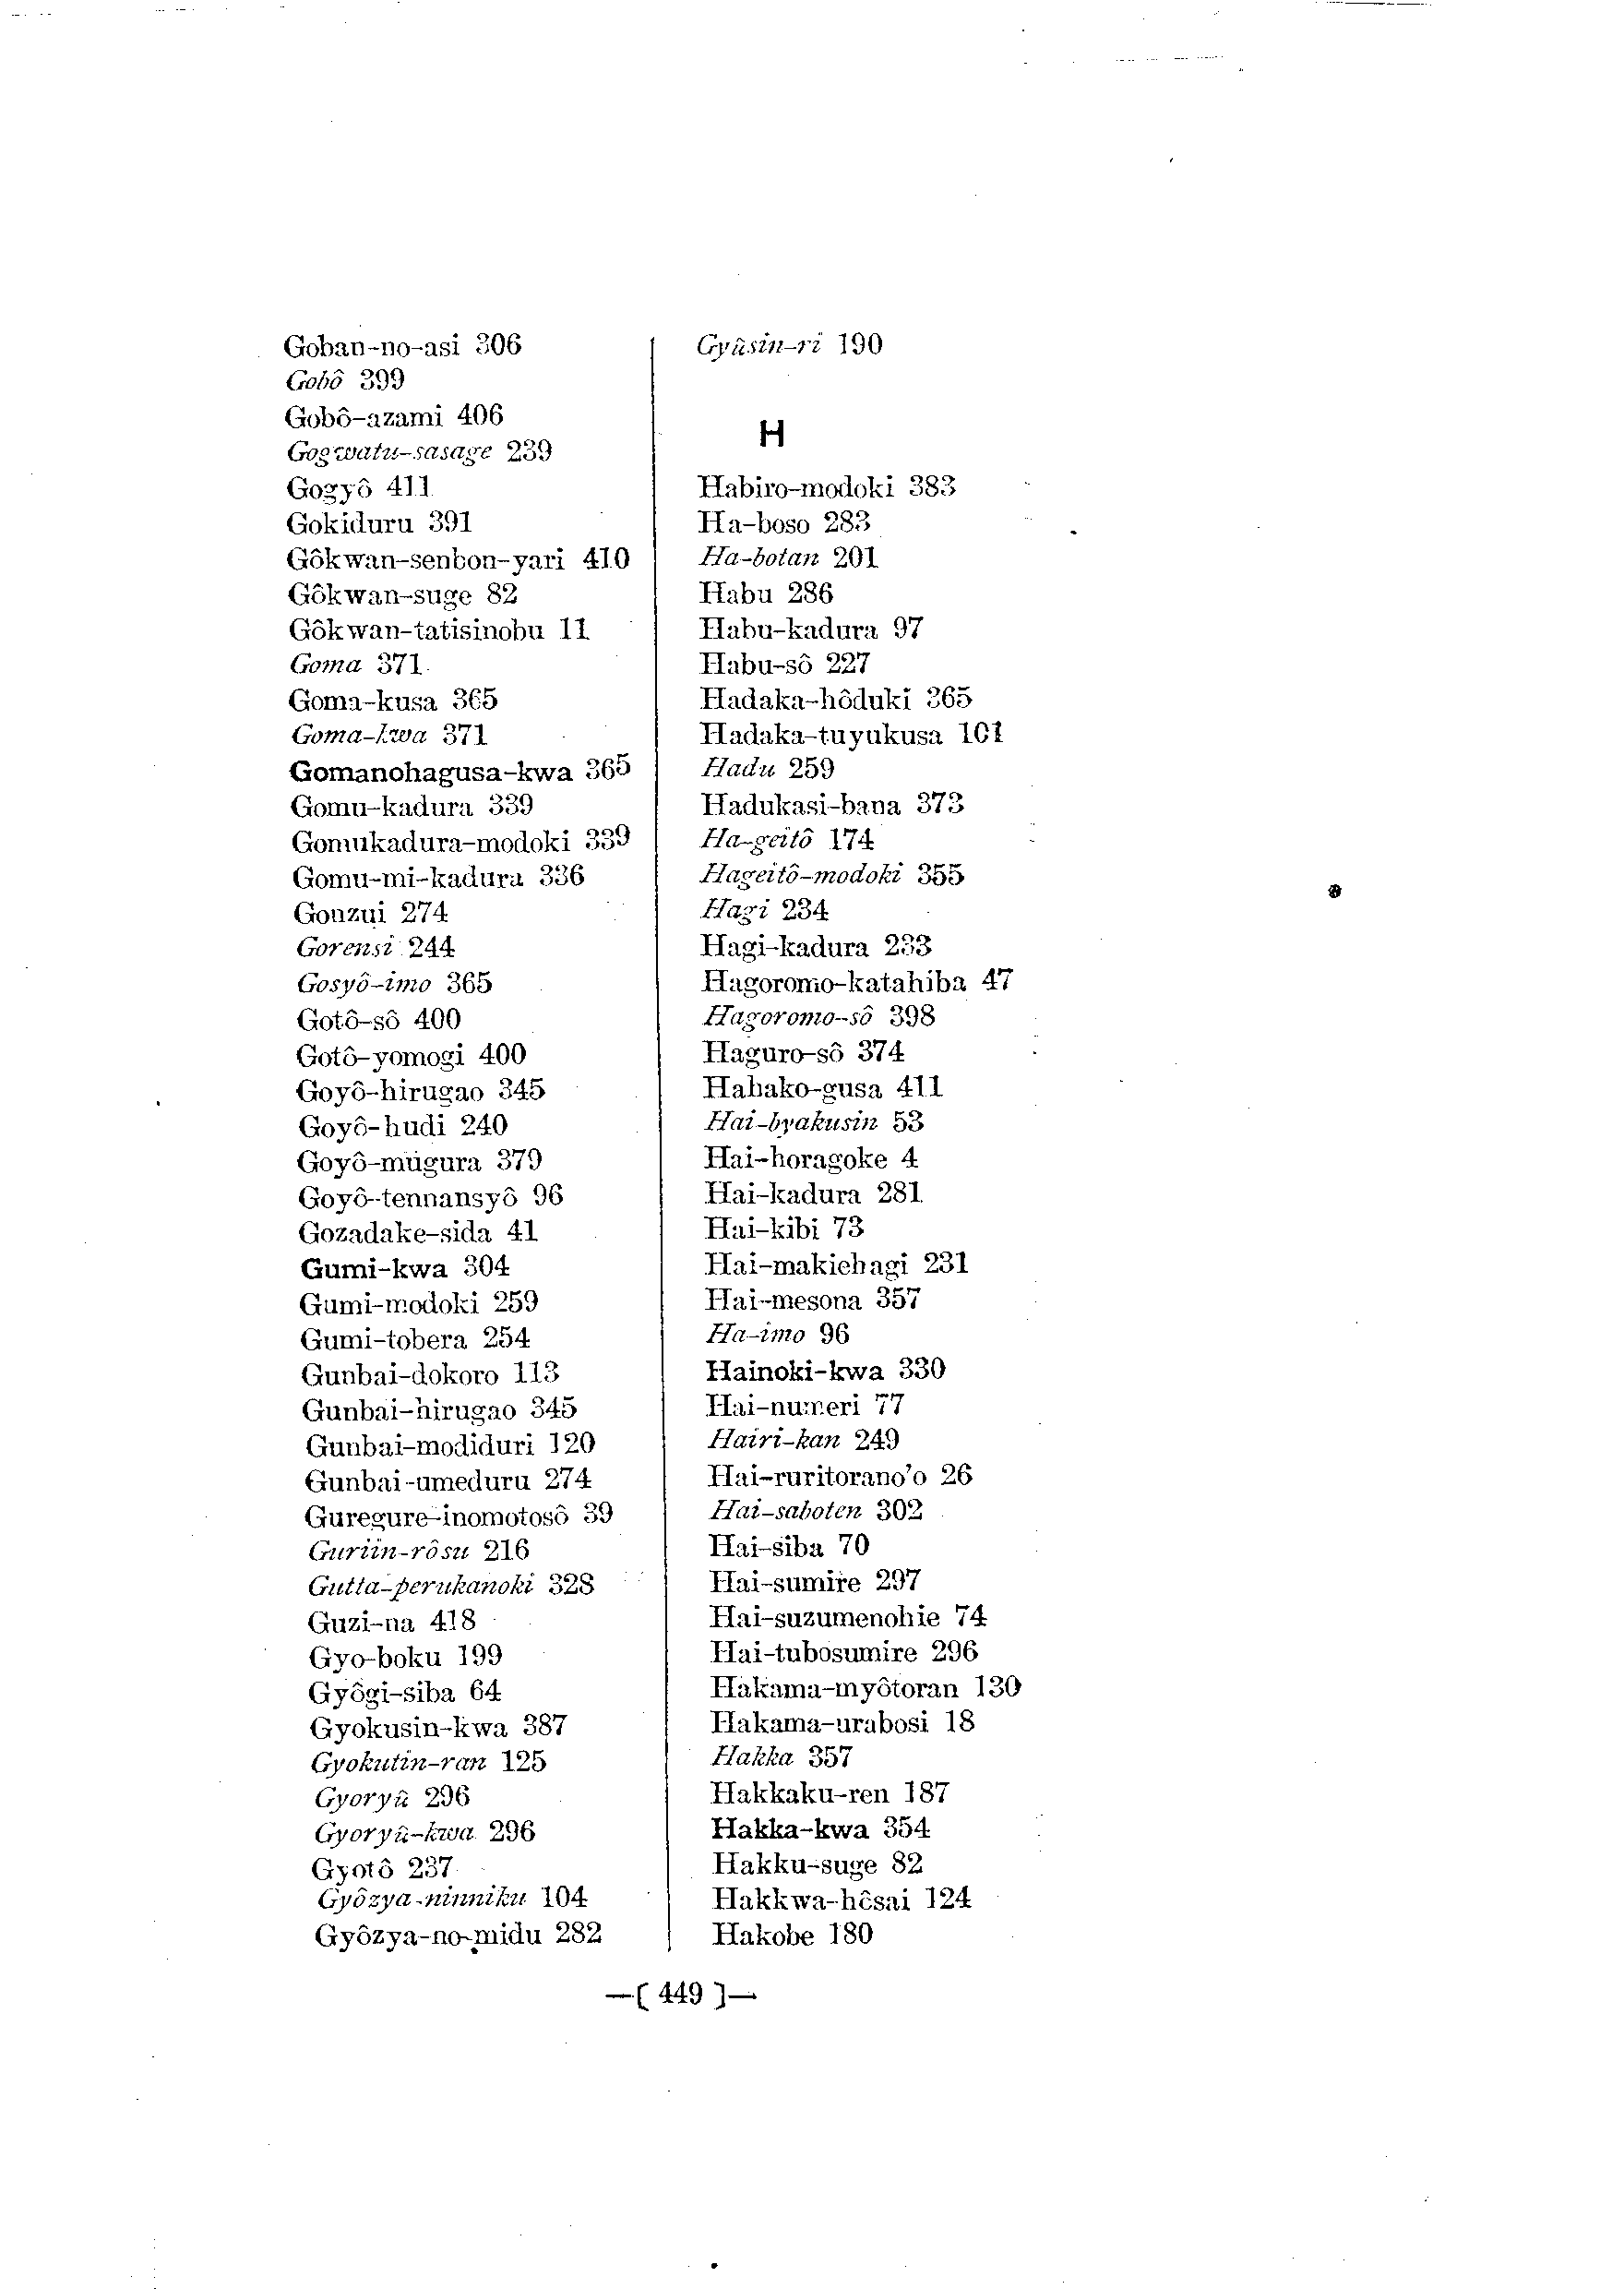 Goban-no-asi 306
Gobô 399
Gobô-azami 406
Gogwatu-sasage 239
Gogyô 411
Gokiduru 391
Gôkwan-senbon-yari 410
Gôkwan-suge 82
Gôkwan-tatisinobu 11
Goma 371
Goma-kusa 365
Goma-kwa 371
Gomanohagusa-kwa 365
Gomu-kadura 339
Gomukadura-modoki 339
Gomu-mi-kadura 336
Gonzui 274
Gorensi 244
Gosyô-imo 365
Gotô-sô 400
Gotô-yomogi 400
Goyô-hirugao 345
Goyô-hudi 240
Goyô-mugura 379
Goyô-tennansyô 96
Gozadake-sida 41
Gumi-kwa 304
Gumi-modoki 259
Gumi-tobera 254
Gunbai-dokoro 113
Gunbai-hirugao 345
Gunbai-modiduri 120
Gunbai-umeduru 274
Guregure-inomotosô 39
Guriin-rôsu 216
Gutta-perukanoki 328
Guzi-na 418
Gyo-boku 199
Gyôgi-siba 64
Gyokusin-kwa 387
Gyokutin-ran 125
Gyoryû 296
Gyoryû-kwa 296
Gyotô 237
Gyôzya-ninniku 104
Gyôzya-no-midu 282
Gyûsin-ri 190
H
Habiro-modoki 383
Ha-boso 283
Ha-botan 201
Habu 286
Habu-kadura 97
Habu-sô 227
Hadaka-hôduki 365
Hadaka-tuyukusa 101
Hadu 259
Hadukasi-bana 373
Ha-geitô 174
Hageitô-modoki 355
Hagi 234
Hagi-kadura 233
Hagoromo-katahiba 47
Hagoromo-sô 398
Haguro-sô 374
Hahako-gusa 411
Hai-byakusin 53
Hai-horagoke 4
Hai-kadura 281
Hai-kibi 73
Hai-makiehagi 231
Hai-mesona 357
Ha-imo 96
Hainoki-kwa 330
Hai-numeri 77
Hairi-kan 249
Hai-ruritorano'o 26
Hai-saboten 302
Hai-siba 70
Hai-sumire 297
Hai-suzumenohie 74
Hai-tubosumire 296
Hakama-myôtoran 130
Hakama-urabosi 18
Hakka 357
Hakkaku-ren 187
Hakka-kwa 354
Hakku-suge 82
Hakkwa-hêsai 124
Hakobe 180
—[ 449 ]—